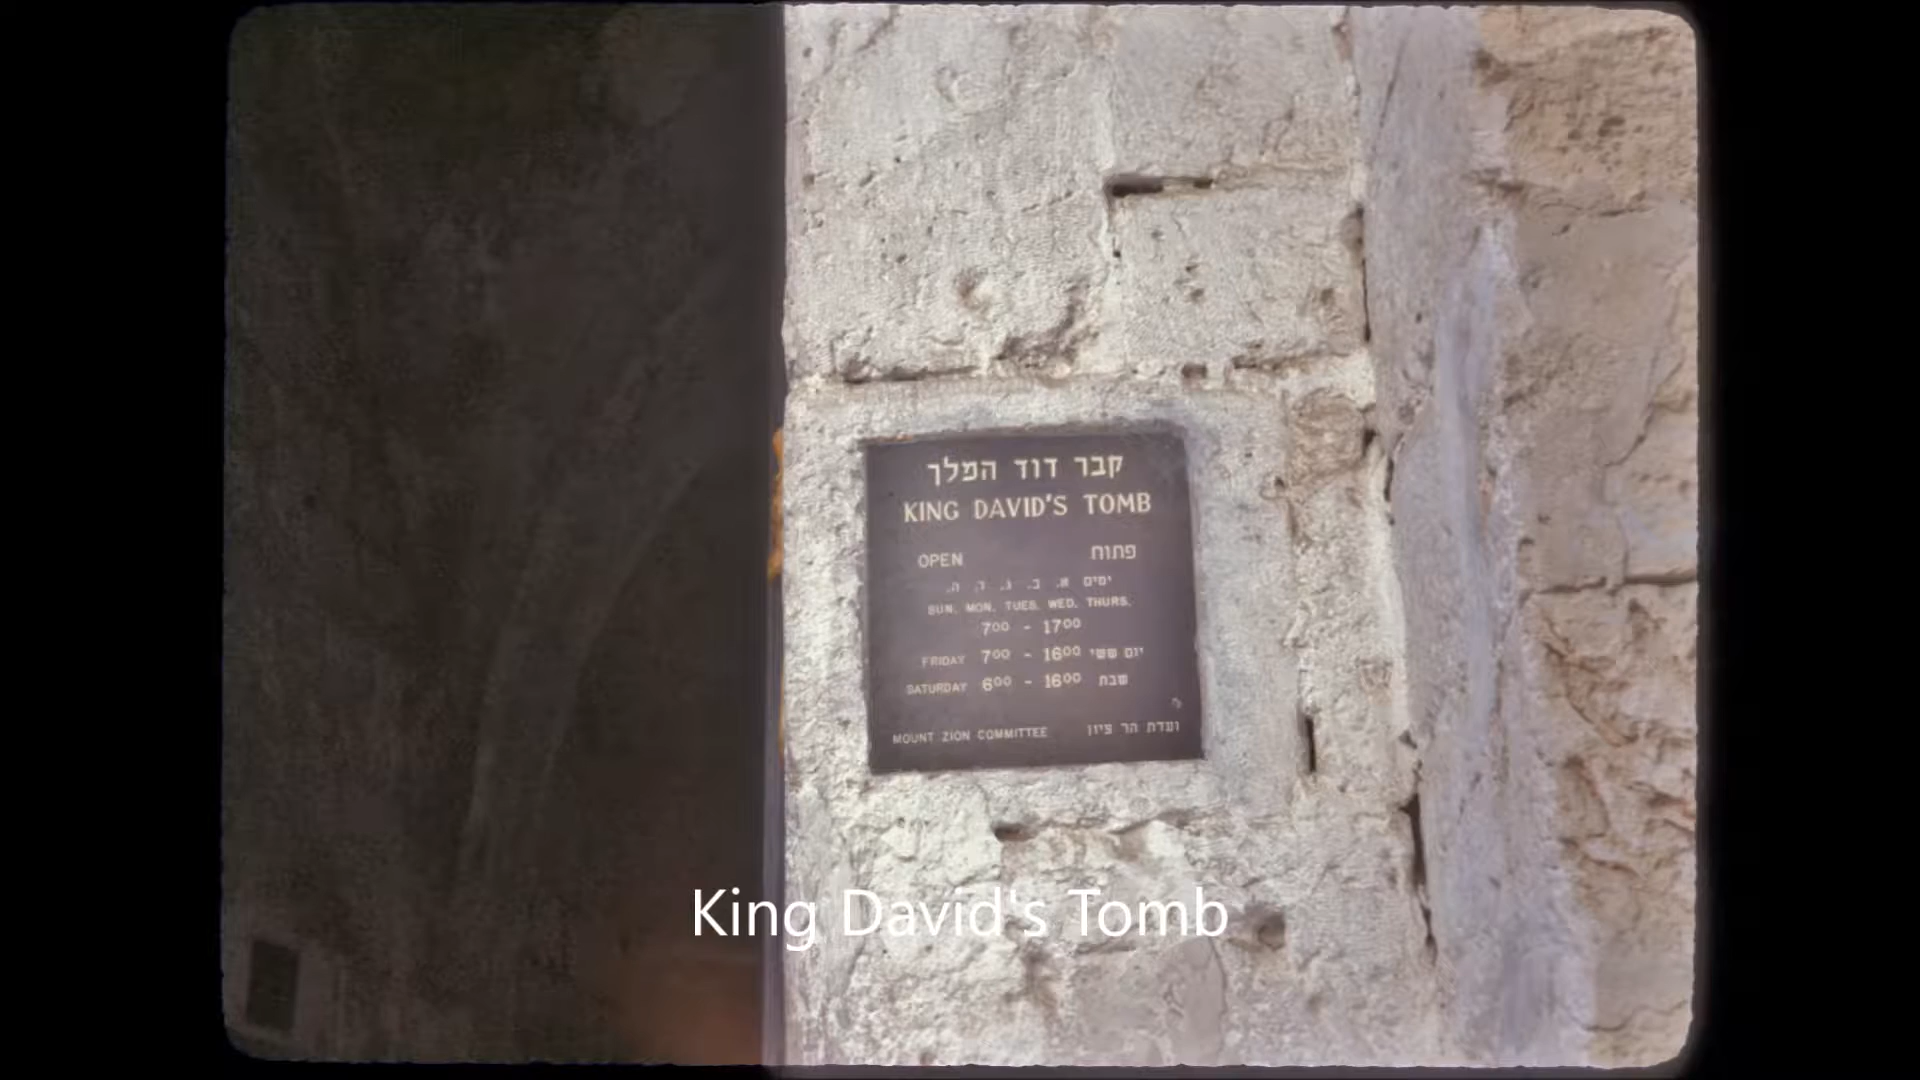 קבר דוד המלך
KING DAVID'S TOMB
OPEN פתוח
ימים א. ב. ג. ד. ה.
SUN. MON. TUES. WED. THURS.
7⁰⁰ - 17⁰⁰
FRIDAY 7⁰⁰ - 16⁰⁰ יום ששי
SATURDAY 6⁰⁰ - 16⁰⁰ שבת
MOUNT ZION COMMITTEE ועדת הר ציון
King David's Tomb